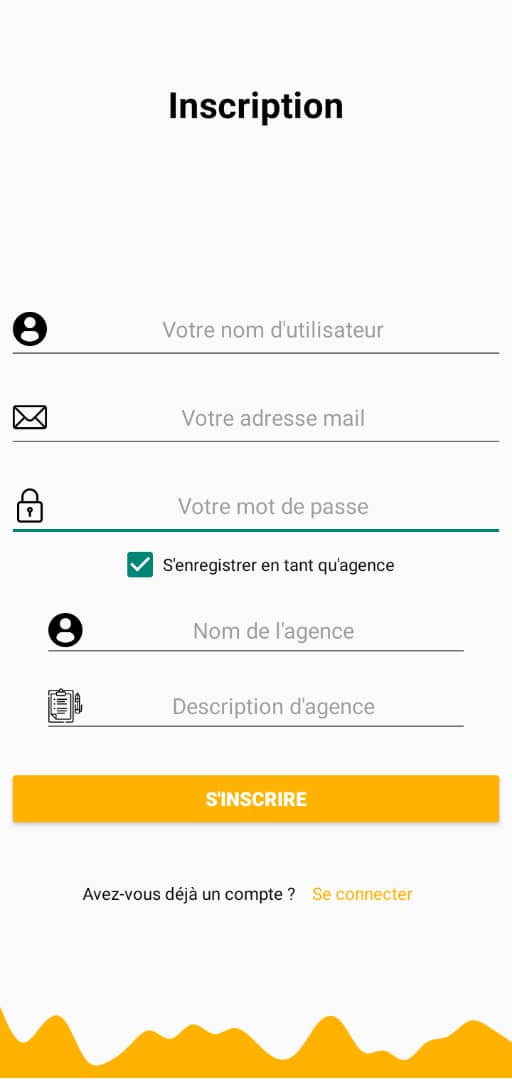 Inscription
Votre nom d'utilisateur
Votre adresse mail
Votre mot de passe
S'enregistrer en tant qu'agence
Nom de l'agence
Description d'agence
S'INSCRIRE
Avez-vous déjà un compte ? Se connecter